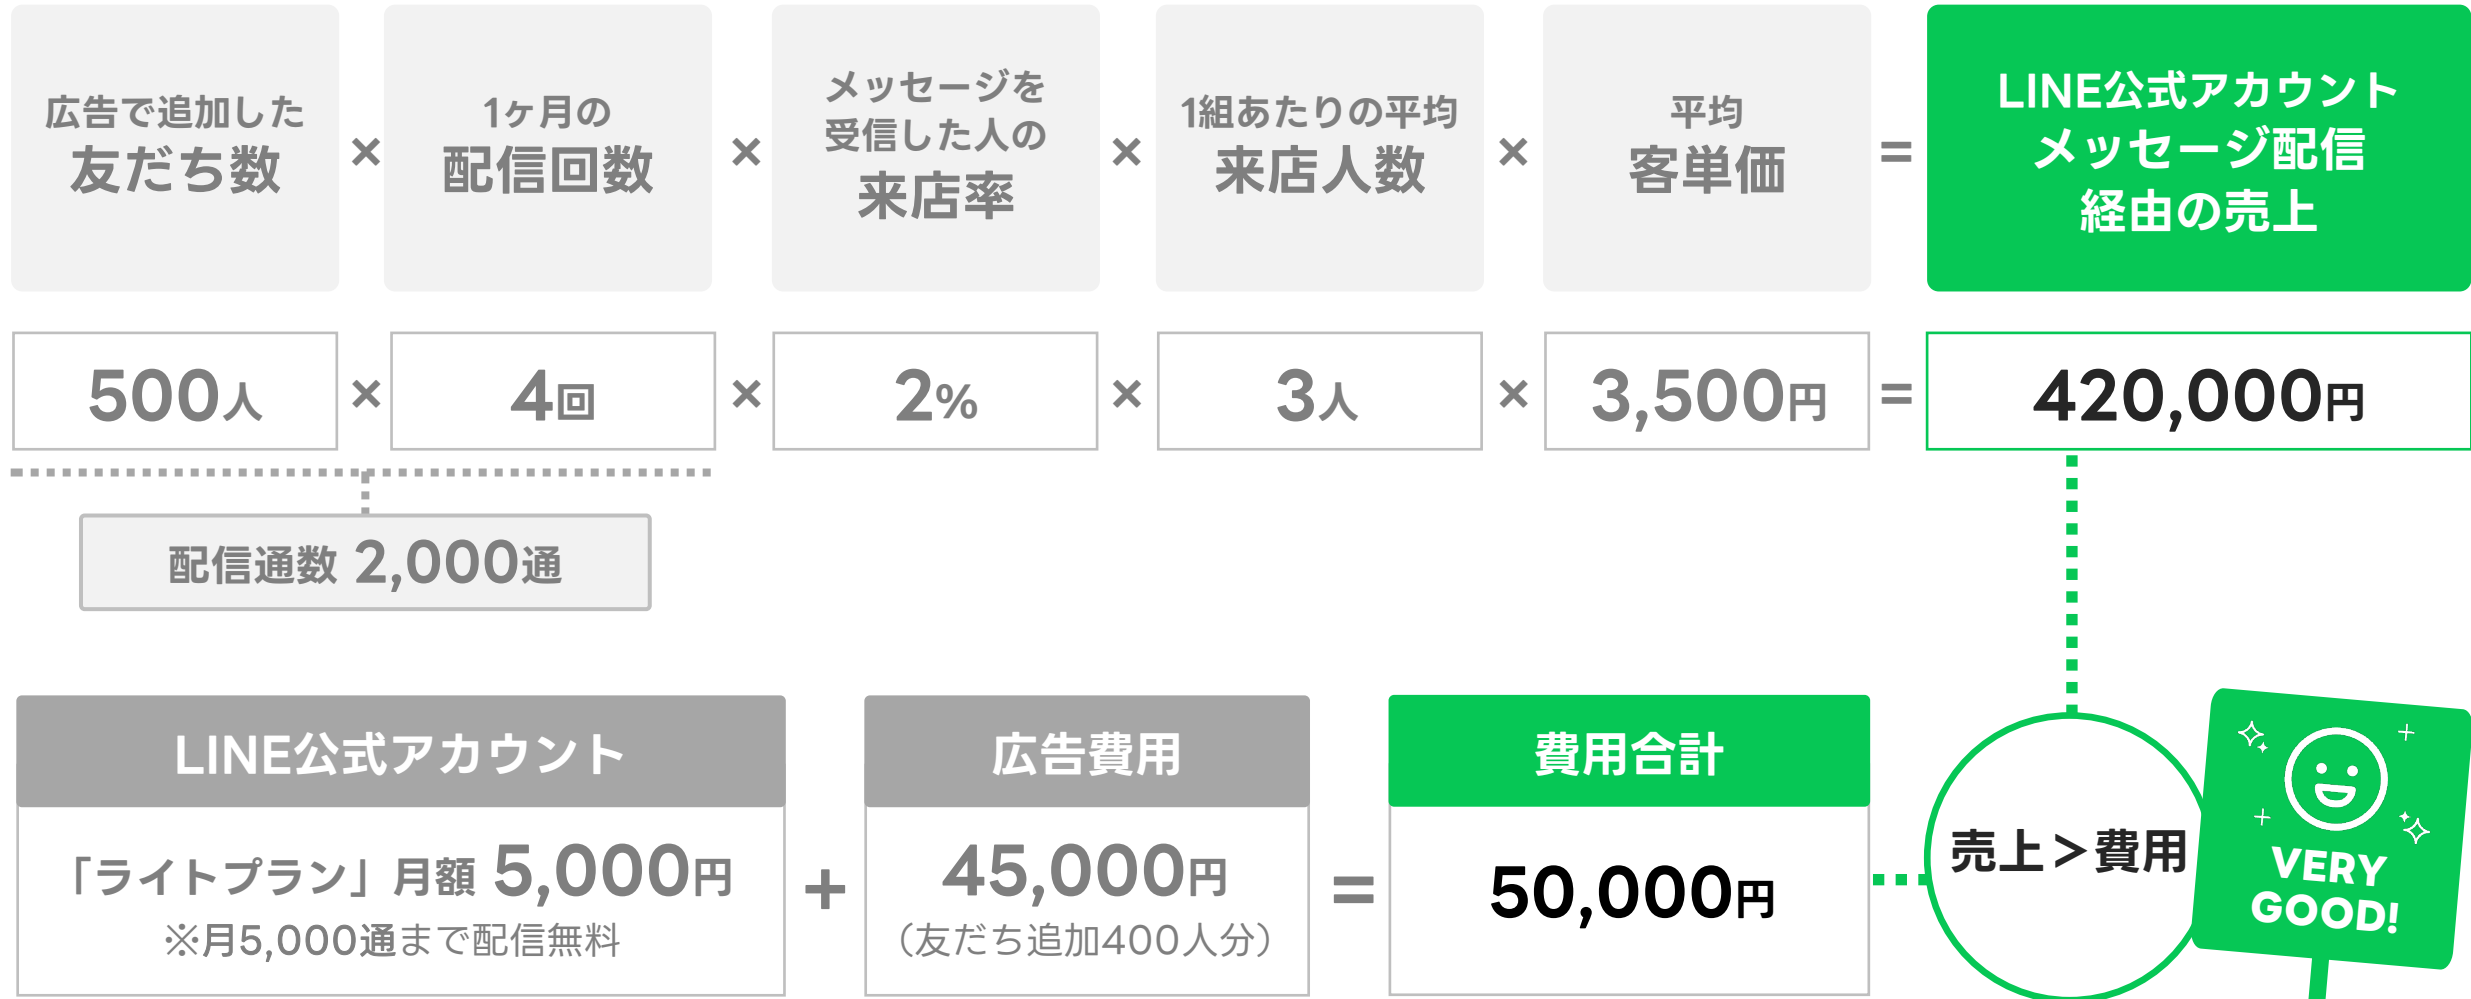 広告で追加した
友だち数
×
1ヶ月の
配信回数
×
メッセージを
受信した人の
来店率
×
1組あたりの平均
来店人数
×
平均
客単価
=
LINE公式アカウント
メッセージ配信
経由の売上
500人 × 4回 × 2% × 3人 × 3,500円 = 420,000円
配信通数 2,000通
LINE公式アカウント
「ライトプラン」月額 5,000円
※月5,000通まで配信無料
+
広告費用
45,000円
（友だち追加400人分）
=
費用合計
50,000円
売上＞費用
VERY
GOOD!